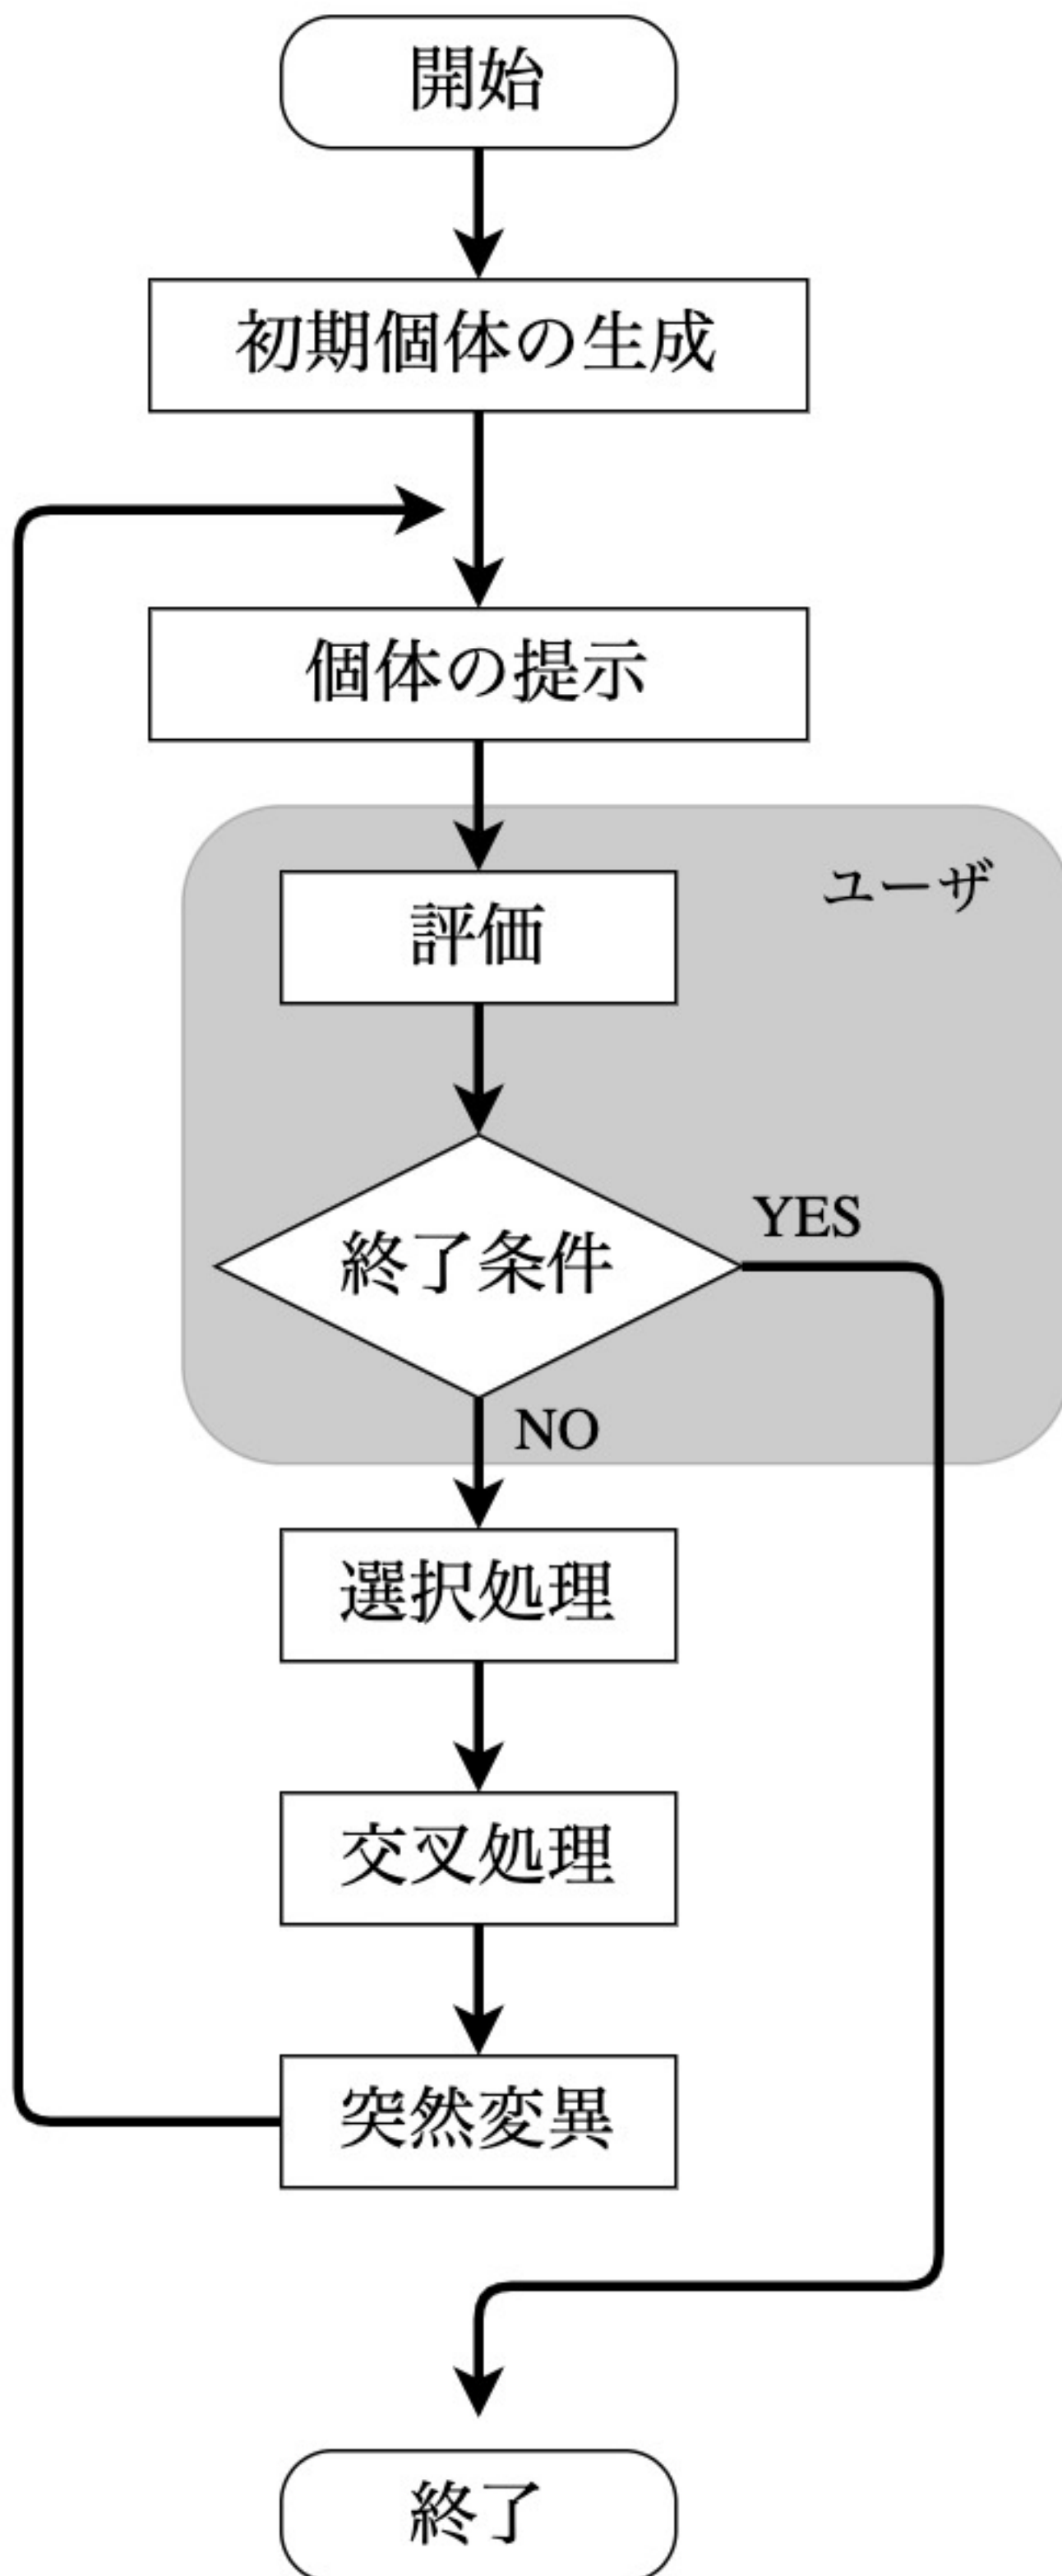 開始
初期個体の生成
個体の提示
ユーザ
評価
終了条件
YES
NO
選択処理
交叉処理
突然変異
終了